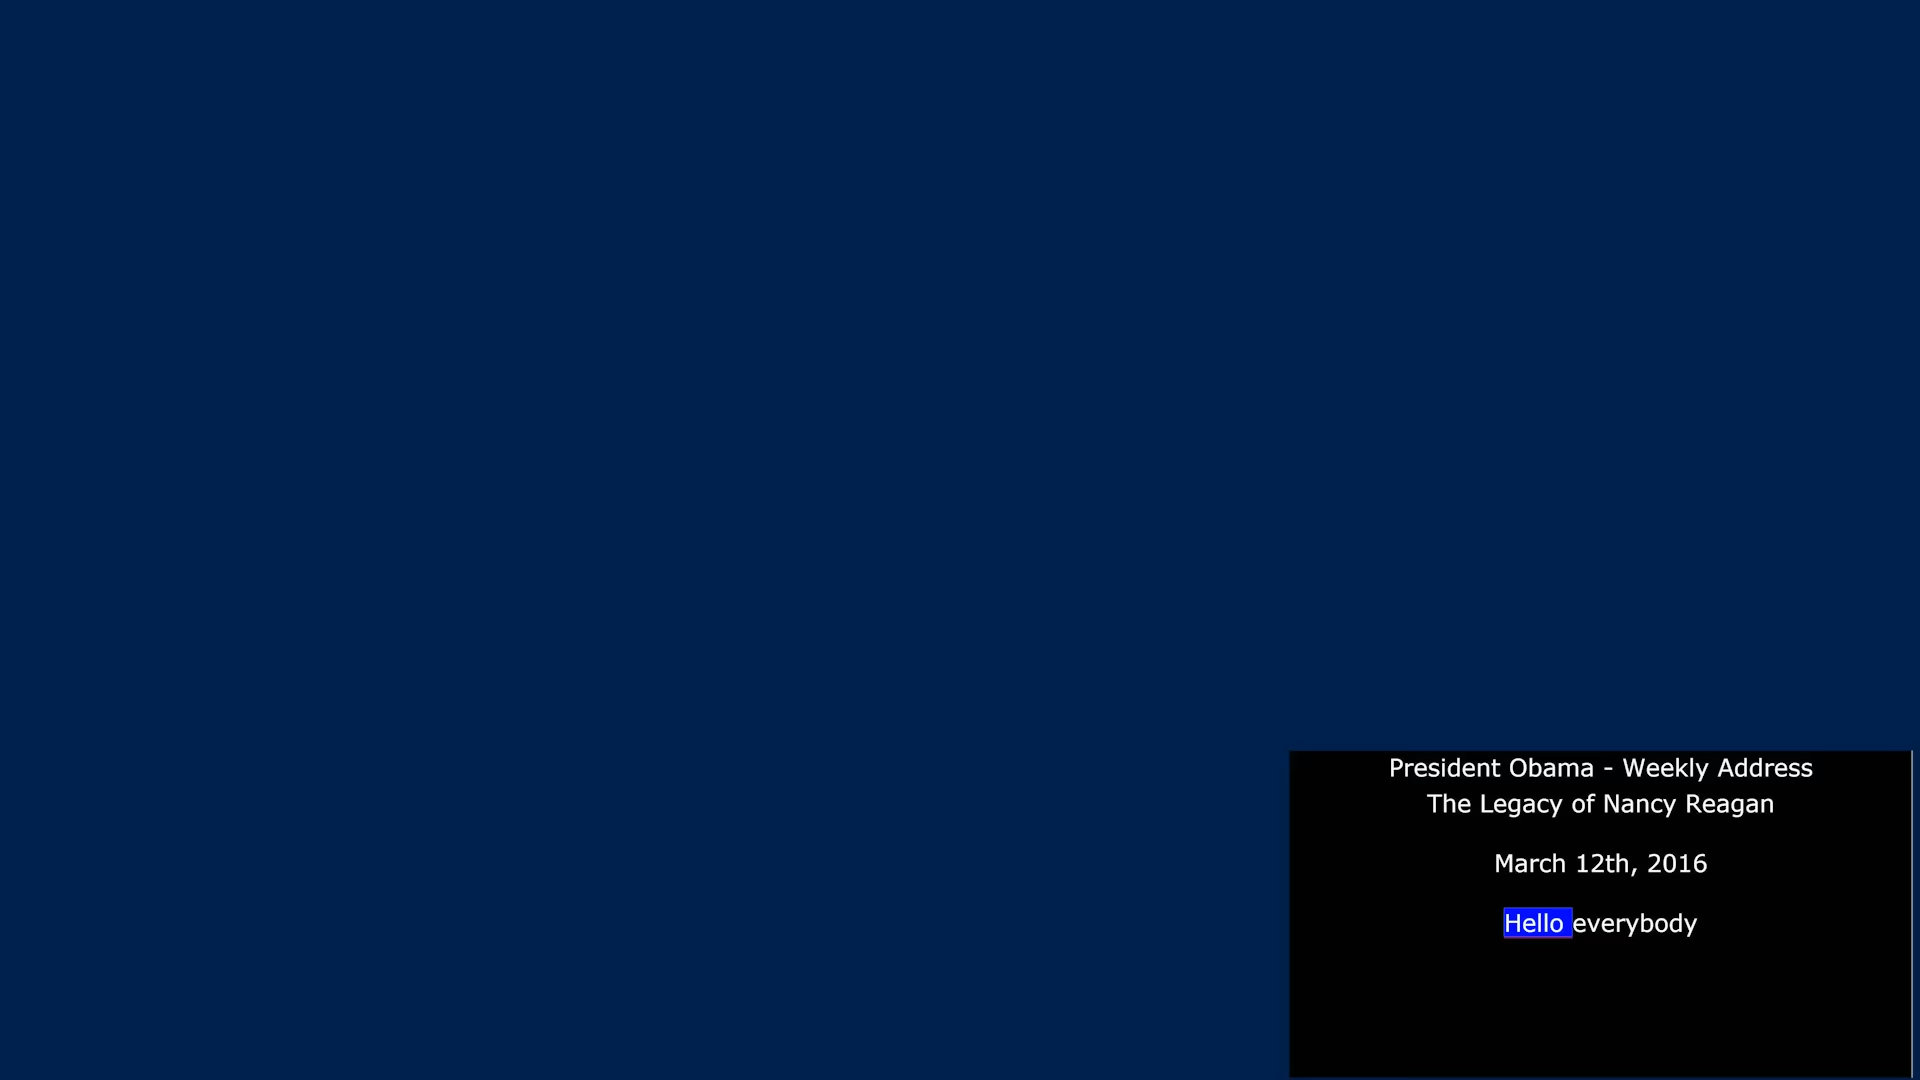 President Obama - Weekly Address
The Legacy of Nancy Reagan
March 12th, 2016
Hello everybody